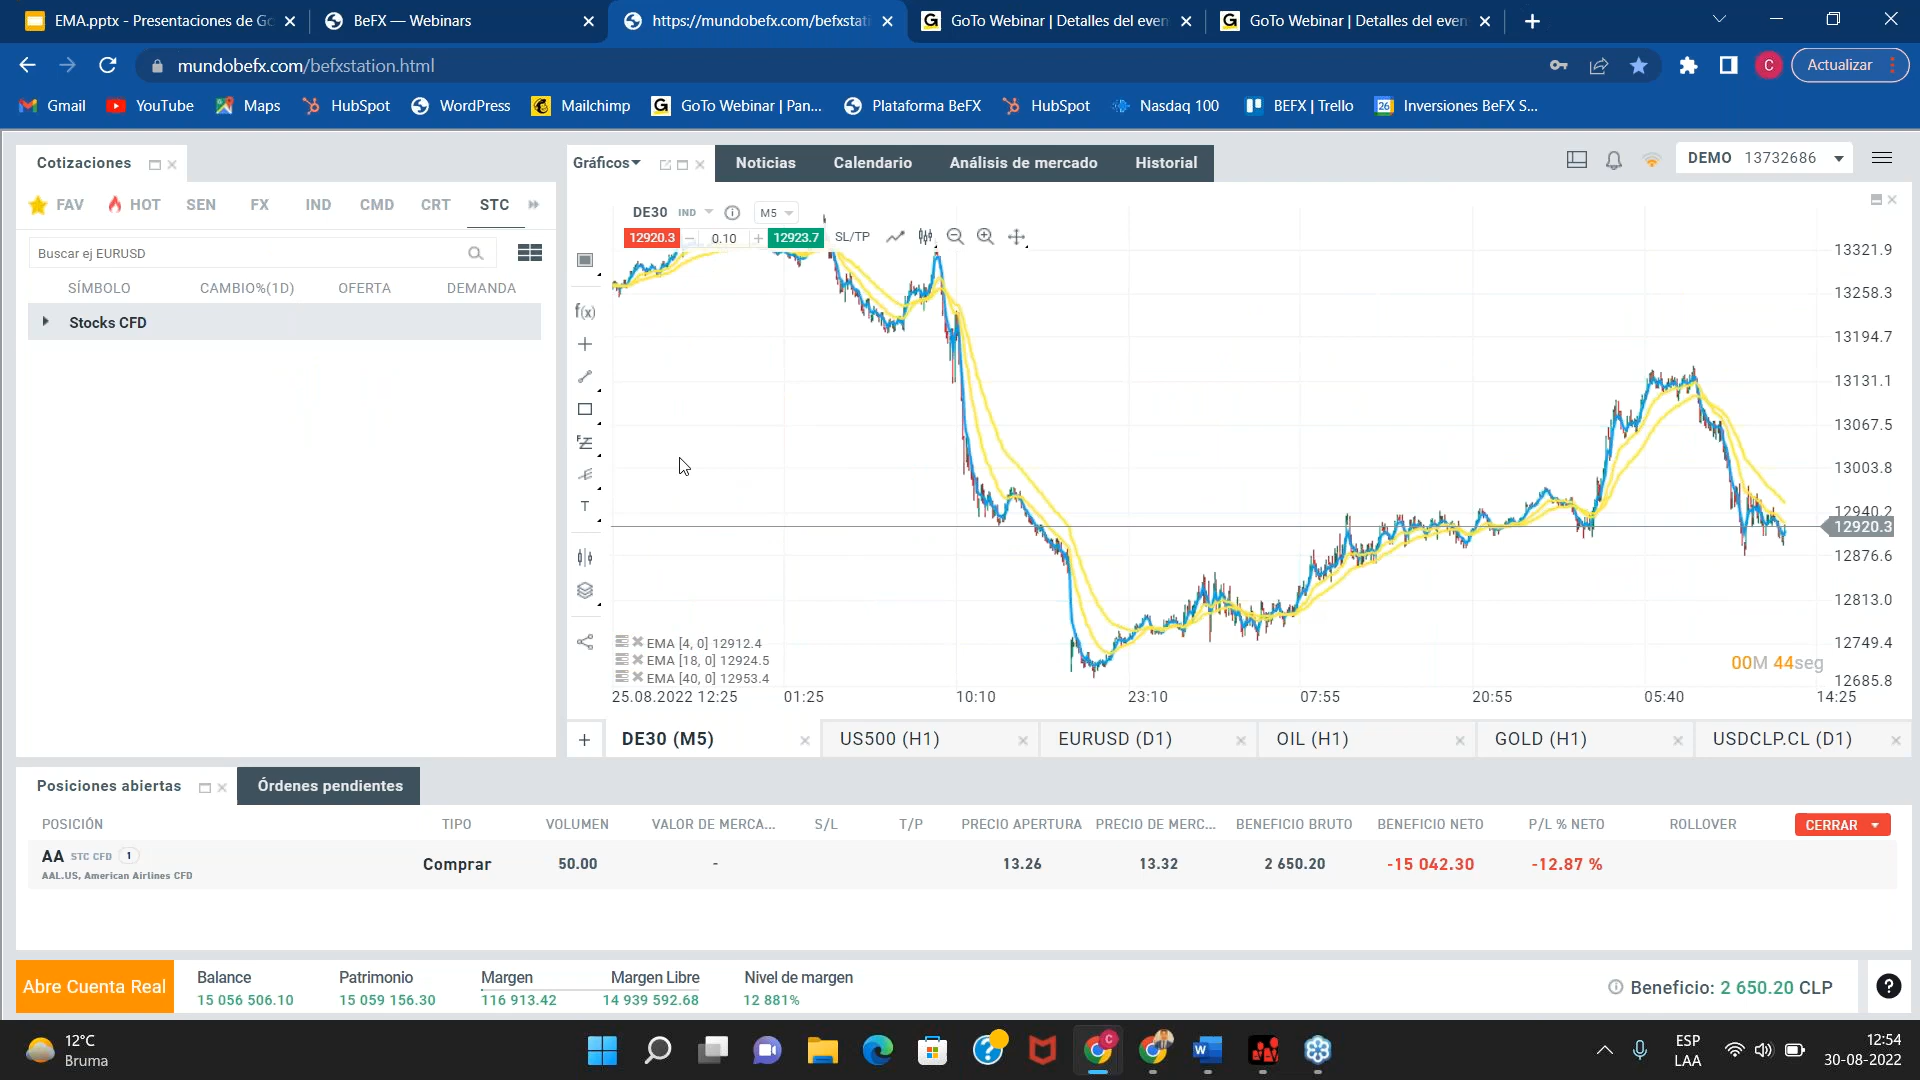 EMA.pptx - Presentaciones de Go
BeFX — Webinars
https://mundobefx.com/befxstati
GoTo Webinar | Detalles del even
GoTo Webinar | Detalles del even
mundobefx.com/befxstation.html
C
Actualizar
Gmail
YouTube
Maps
HubSpot
WordPress
Mailchimp
GoTo Webinar | Pan...
Plataforma BeFX
HubSpot
Nasdaq 100
BEFX | Trello
26
Inversiones BeFX S...
Cotizaciones
Gráficos
Noticias
Calendario
Análisis de mercado
Historial
DEMO 13732686
FAV
HOT
SEN
FX
IND
CMD
CRT
STC
Buscar ej EURUSD
SÍMBOLO
CAMBIO%(1D)
OFERTA
DEMANDA
Stocks CFD
DE30 IND
M5
12920.3
0.10
12923.7
SL/TP
f(x)
T
13321.9
13258.3
13194.7
13131.1
13067.5
13003.8
12940.2
12920.3
12876.6
12813.0
12749.4
12685.8
EMA [4, 0] 12912.4
EMA [18, 0] 12924.5
EMA [40, 0] 12953.4
00M 44seg
25.08.2022 12:25
01:25
10:10
23:10
07:55
20:55
05:40
14:25
DE30 (M5)
US500 (H1)
EURUSD (D1)
OIL (H1)
GOLD (H1)
USDCLP.CL (D1)
Posiciones abiertas
Órdenes pendientes
POSICIÓN
TIPO
VOLUMEN
VALOR DE MERCA...
S/L
T/P
PRECIO APERTURA
PRECIO DE MERC...
BENEFICIO BRUTO
BENEFICIO NETO
P/L % NETO
ROLLOVER
CERRAR
AA STC CFD 1
AAL.US, American Airlines CFD
Comprar
50.00
-
13.26
13.32
2 650.20
-15 042.30
-12.87 %
Abre Cuenta Real
Balance
15 056 506.10
Patrimonio
15 059 156.30
Margen
116 913.42
Margen Libre
14 939 592.68
Nivel de margen
12 881%
Beneficio: 2 650.20 CLP
12°C
Bruma
ESP
LAA
12:54
30-08-2022